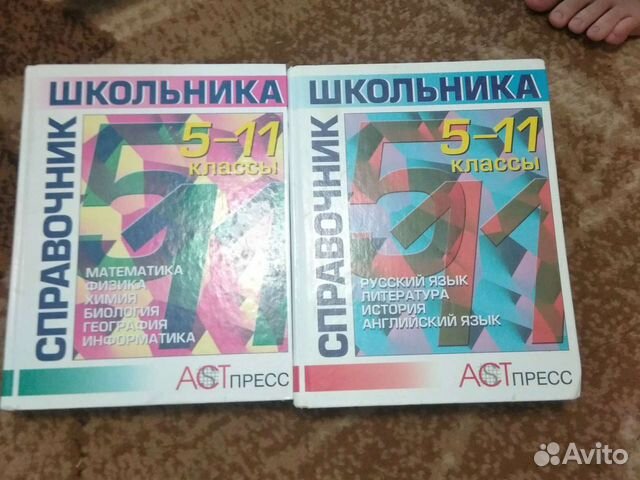 СПРАВОЧНИК
ШКОЛЬНИКА
5-11
классы
МАТЕМАТИКА
ФИЗИКА
ХИМИЯ
БИОЛОГИЯ
ГЕОГРАФИЯ
ИНФОРМАТИКА
АСТ ПРЕСС
СПРАВОЧНИК
ШКОЛЬНИКА
5-11
классы
РУССКИЙ ЯЗЫК
ЛИТЕРАТУРА
ИСТОРИЯ
АНГЛИЙСКИЙ ЯЗЫК
АСТ ПРЕСС
Avito